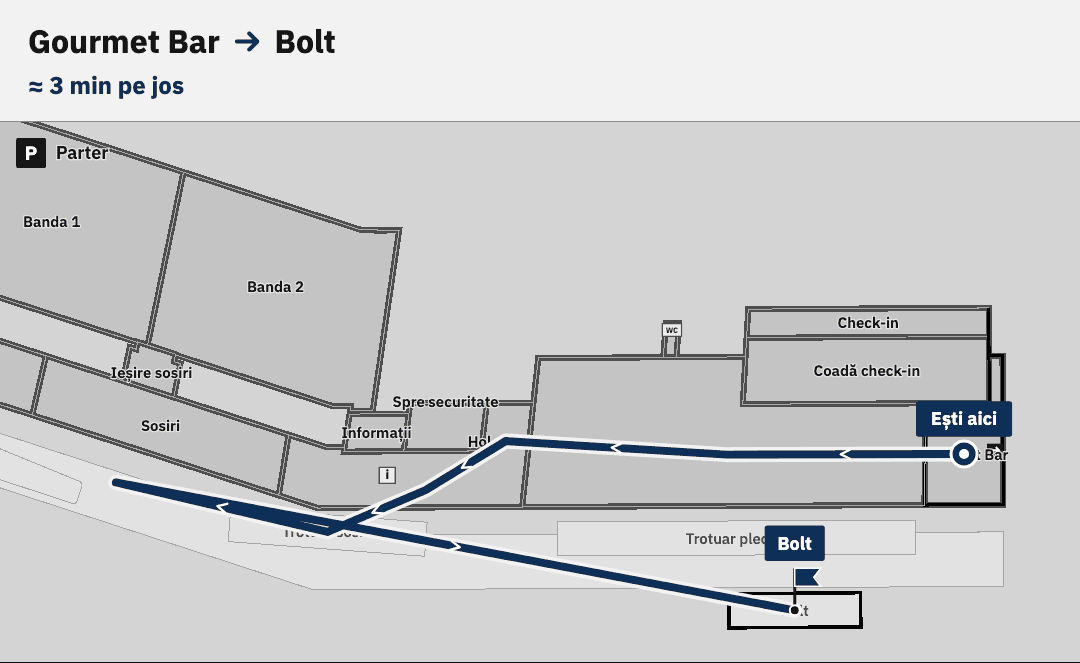 Gourmet Bar → Bolt
≈ 3 min pe jos
P Parter
Banda 1
Banda 2
wc
Check-in
Coadă check-in
Ieșire sosiri
Spre securitate
Ești aici
Sosiri
Informații
Bar
i
Trotuar
Bolt